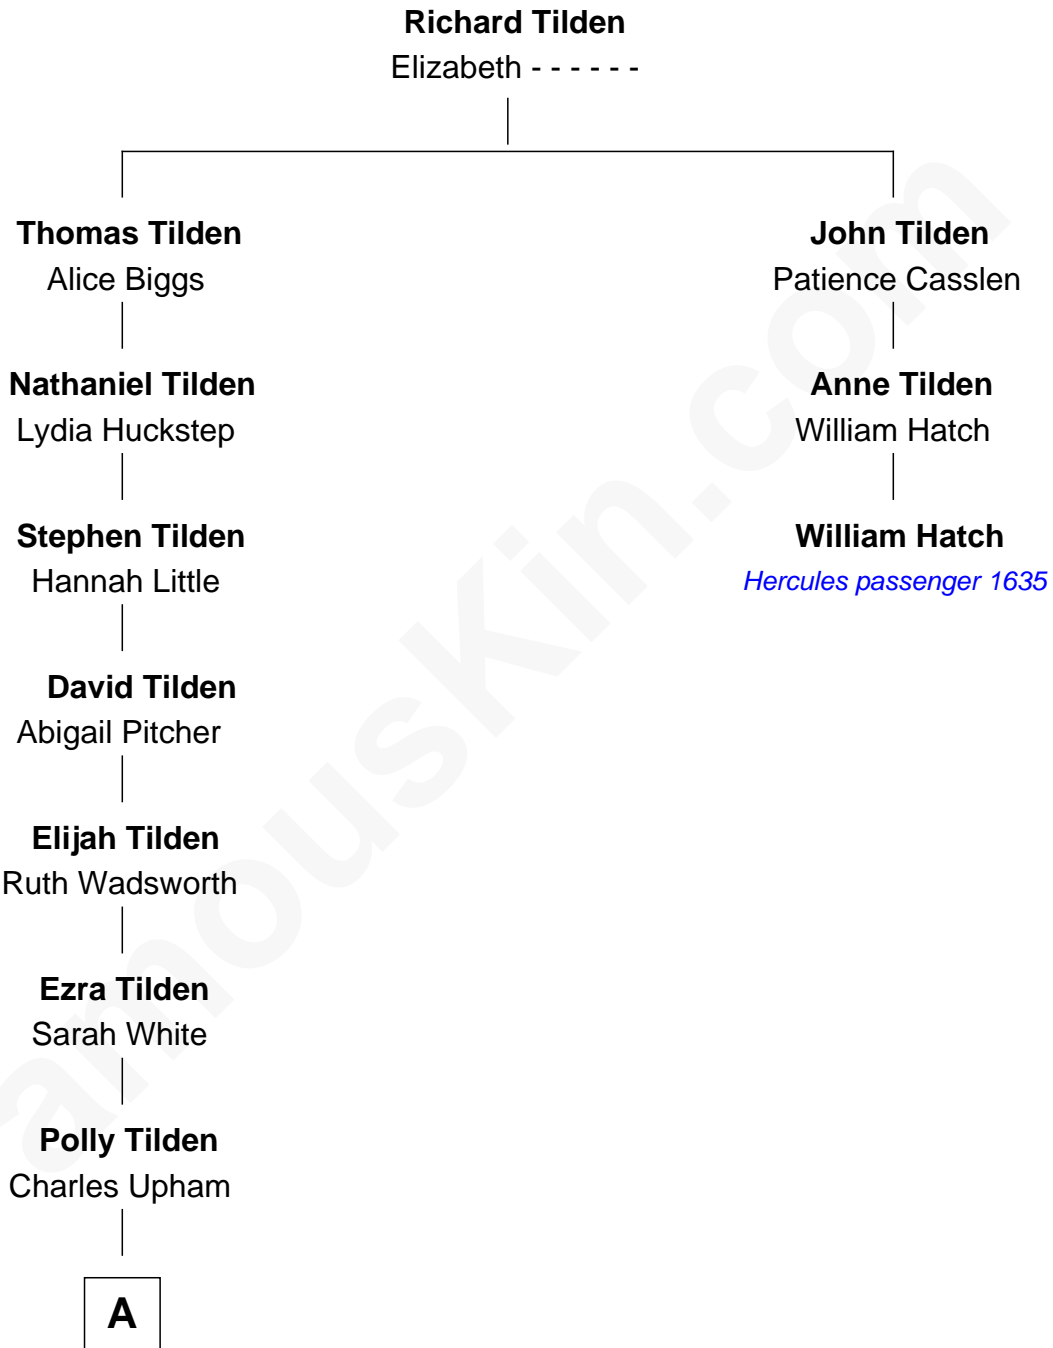 Richard Tilden
Elizabeth - - - - - -
Thomas Tilden
Alice Biggs
John Tilden
Patience Casslen
Nathaniel Tilden
Lydia Huckstep
Anne Tilden
William Hatch
Stephen Tilden
Hannah Little
William Hatch
Hercules passenger 1635
David Tilden
Abigail Pitcher
Elijah Tilden
Ruth Wadsworth
Ezra Tilden
Sarah White
Polly Tilden
Charles Upham
A
amouskin.com